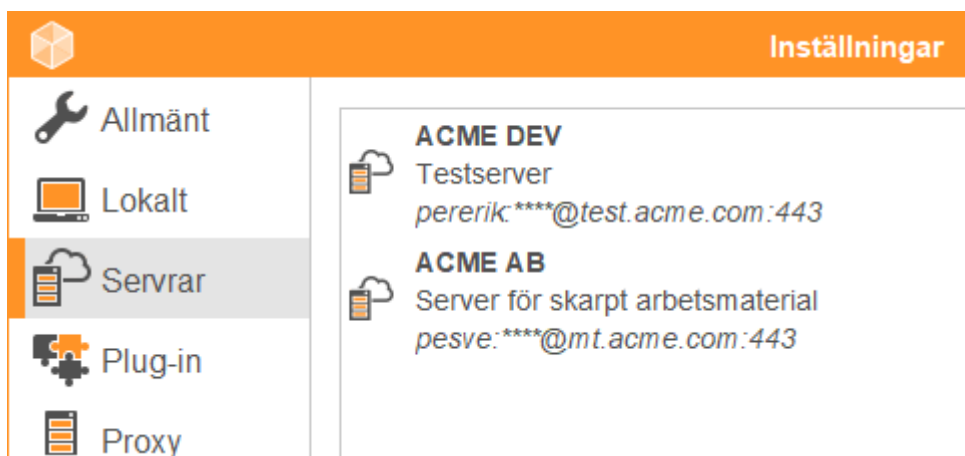 Inställningar
Allmänt
Lokalt
Servrar
Plug-in
Proxy
ACME DEV
Testserver
pererik:****@test.acme.com:443
ACME AB
Server för skarpt arbetsmaterial
pesve:****@mt.acme.com:443